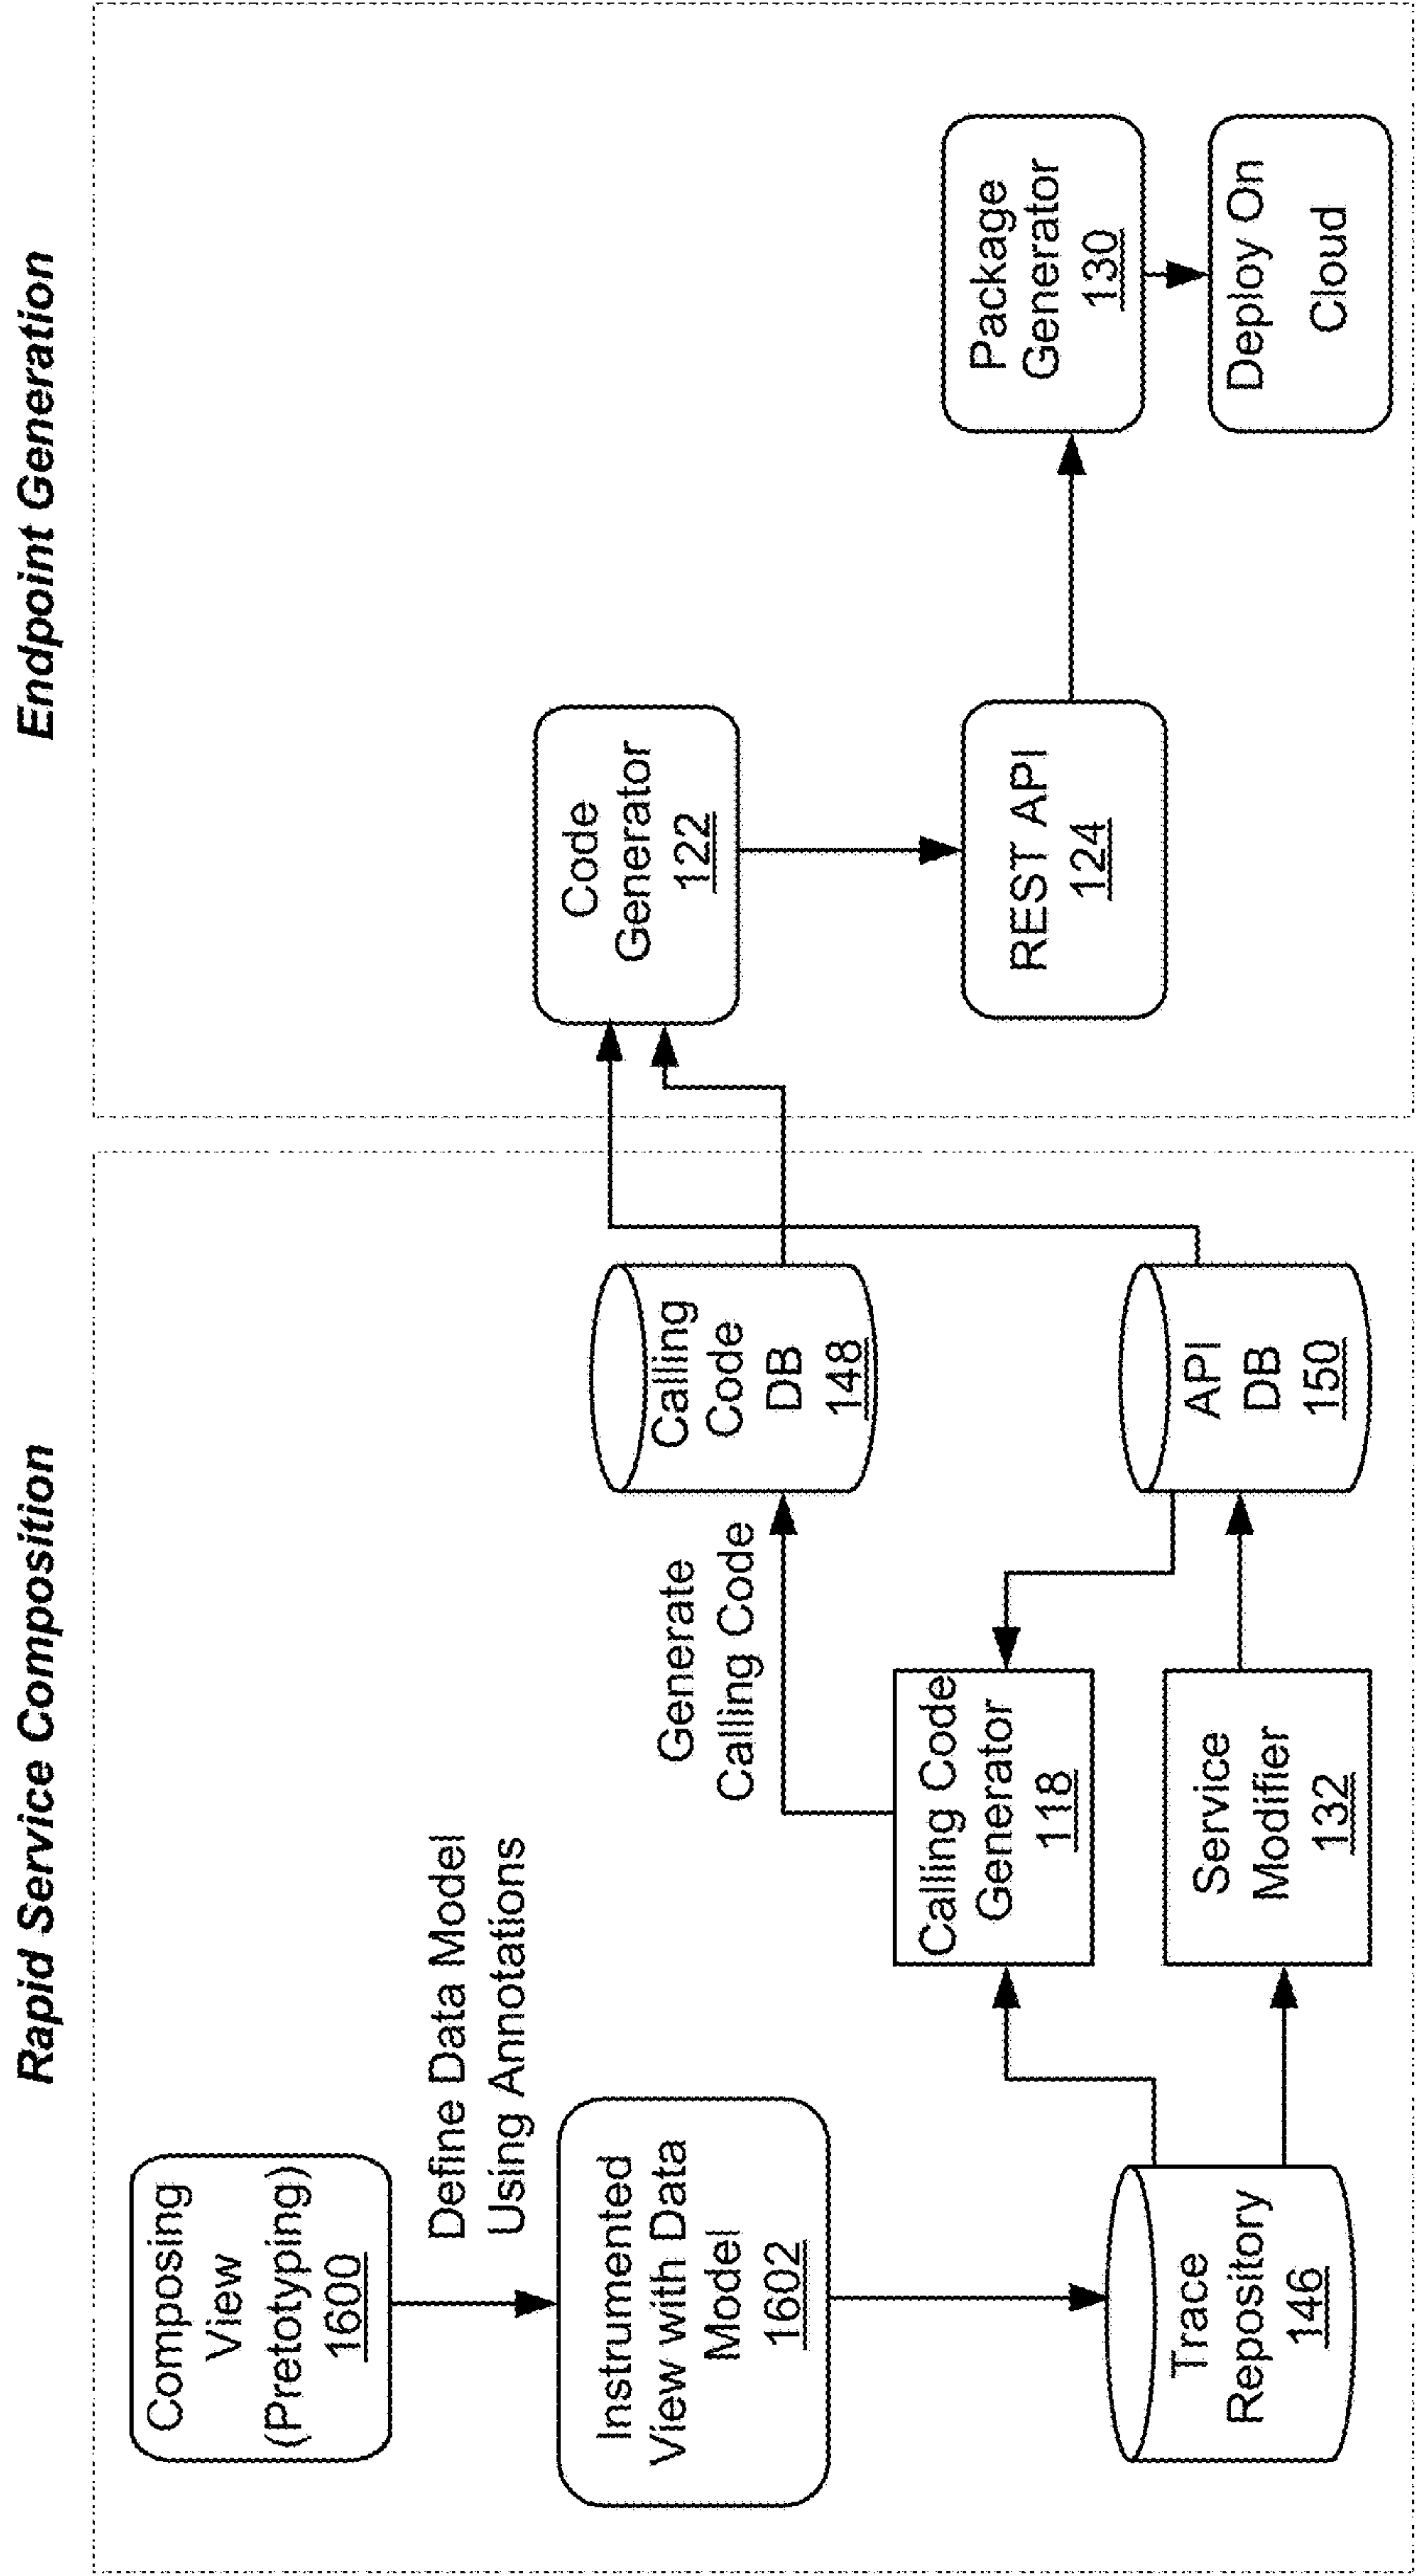 Rapid Service Composition
Endpoint Generation
Composing
View
(Pretotyping)
1600
Define Data Model
Using Annotations
Instrumented
View with Data
Model
1602
Trace
Repository
146
Calling Code
Generator
118
Service
Modifier
132
Generate
Calling Code
Calling
Code
DB
148
API
DB
150
Code
Generator
122
REST API
124
Package
Generator
130
Deploy On
Cloud